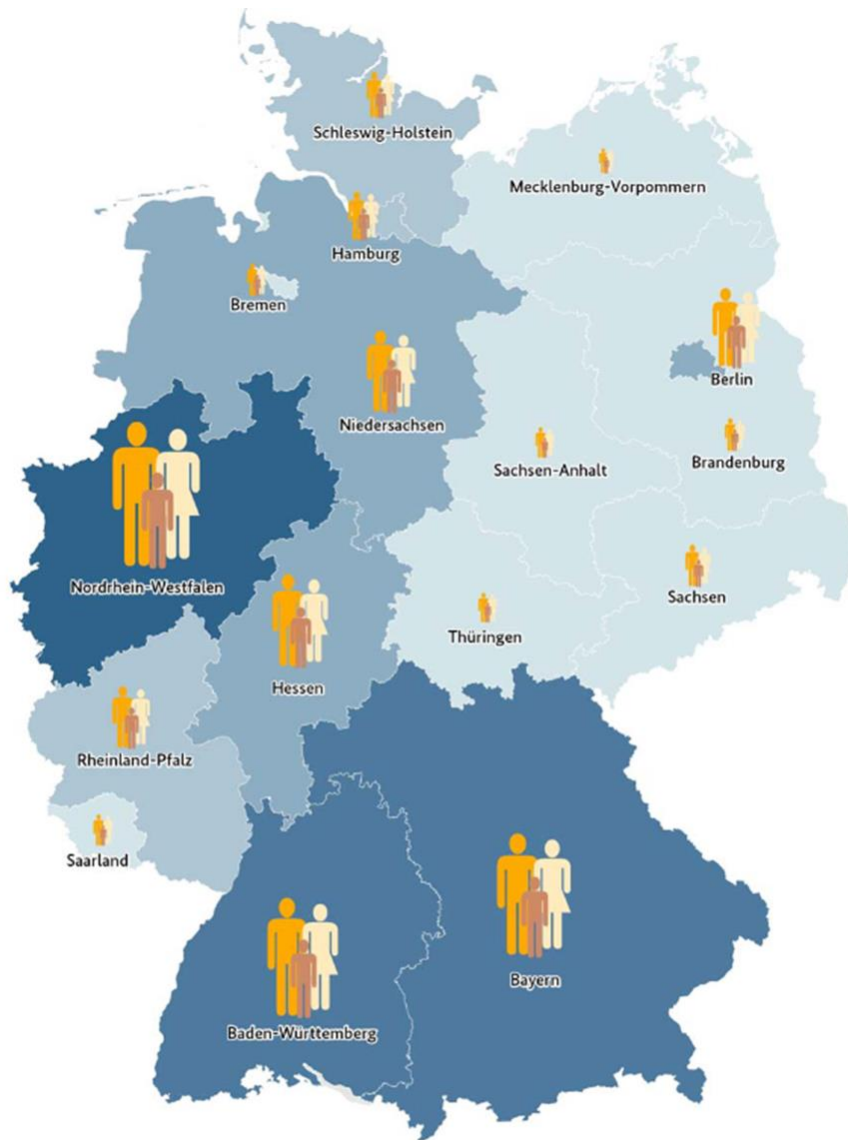 Schleswig-Holstein
Mecklenburg-Vorpommern
Hamburg
Bremen
Berlin
Niedersachsen
Sachsen-Anhalt
Brandenburg
Nordrhein-Westfalen
Sachsen
Thüringen
Hessen
Rheinland-Pfalz
Saarland
Bayern
Baden-Württemberg